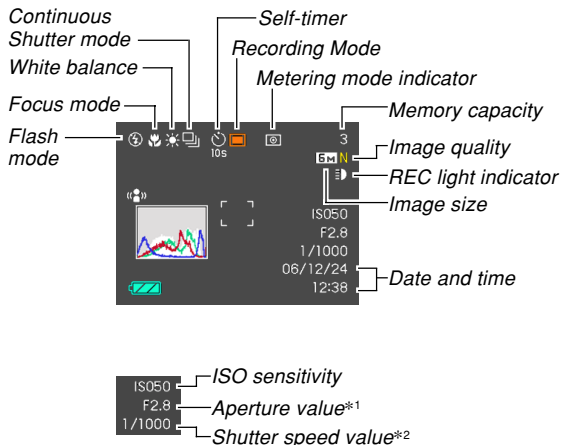 Continuous
Shutter mode
White balance
Focus mode
Flash
mode
Self-timer
Recording Mode
Metering mode indicator
Memory capacity
Image quality
REC light indicator
Image size
Date and time
10s
3
6M N
ISO50
F2.8
1/1000
06/12/24
12:38
ISO50
F2.8
1/1000
ISO sensitivity
Aperture value*1
Shutter speed value*2